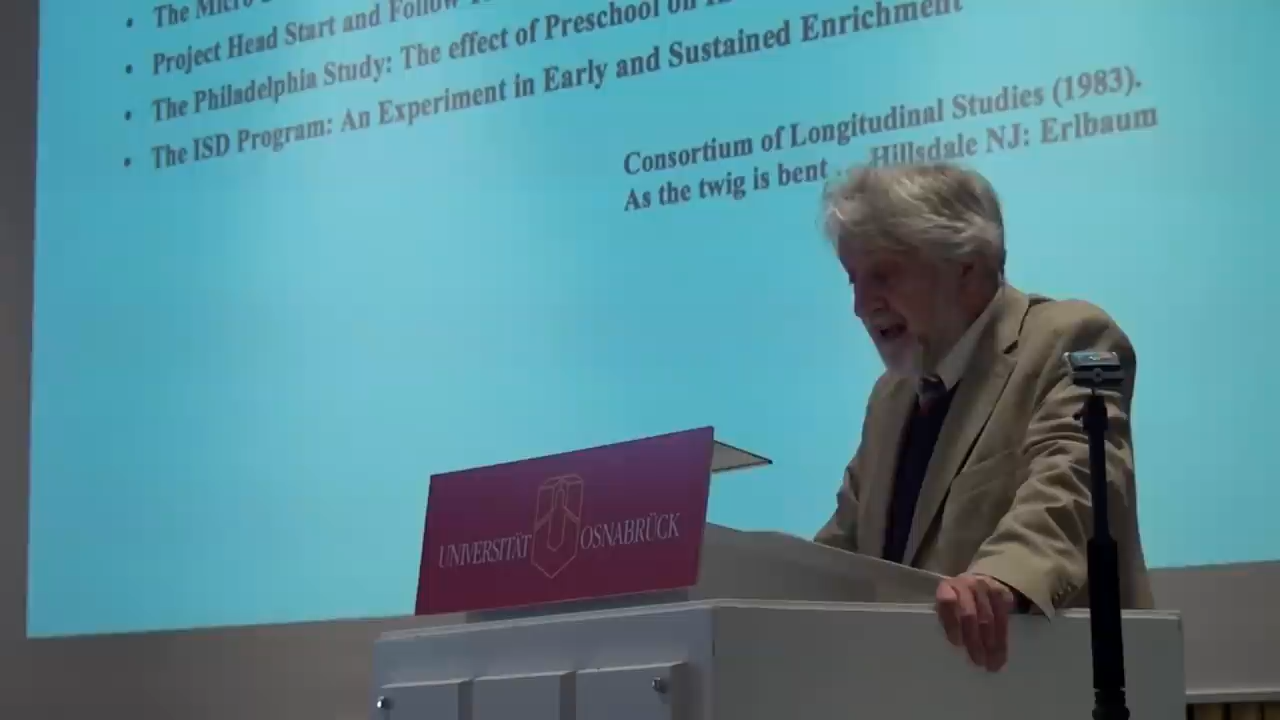 • The Micro
• Project Head Start and Follow
• The Philadelphia Study: The effect of Preschool on
• The ISD Program: An Experiment in Early and Sustained Enrichment
Consortium of Longitudinal Studies (1983).
As the twig is bent . . . Hillsdale NJ: Erlbaum
UNIVERSITÄT OSNABRÜCK